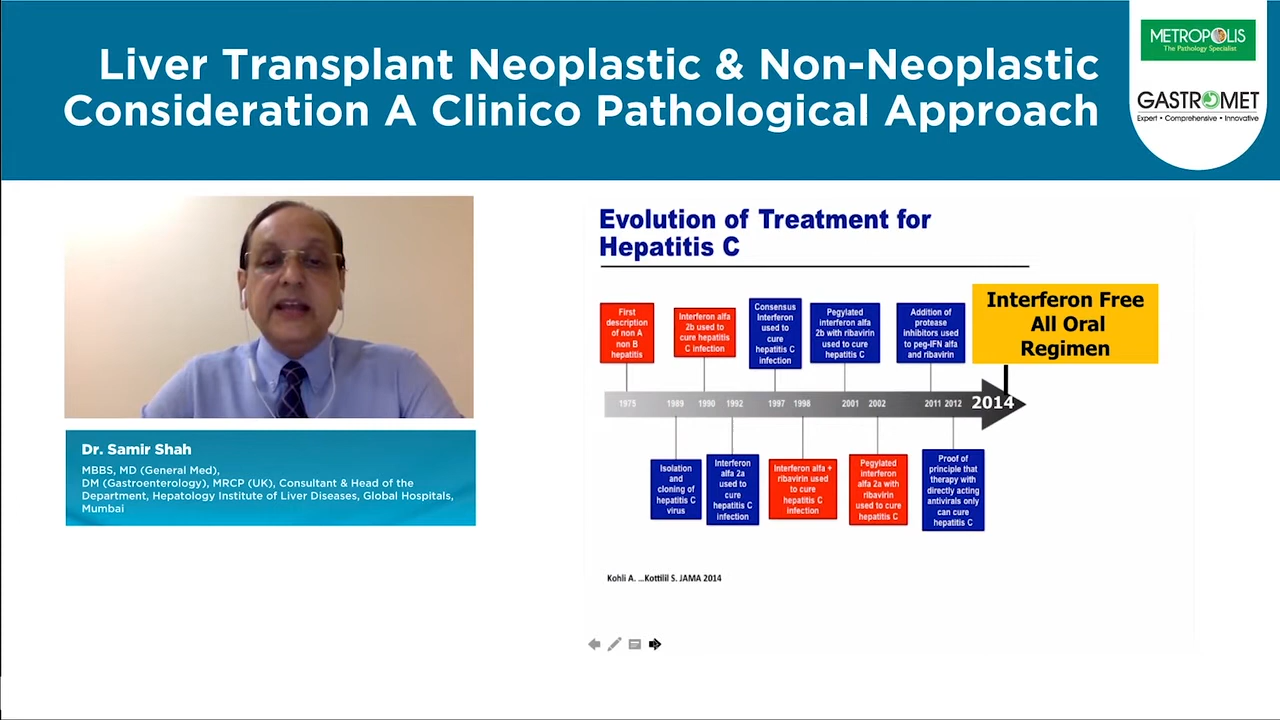 Liver Transplant Neoplastic & Non-Neoplastic
Consideration A Clinico Pathological Approach
METROPOLIS
The Pathology Specialist
GASTROMET
Expert • Comprehensive • Innovative
Dr. Samir Shah
MBBS, MD (General Med),
DM (Gastroenterology), MRCP (UK), Consultant & Head of the
Department, Hepatology Institute of Liver Diseases, Global Hospitals,
Mumbai
Evolution of Treatment for
Hepatitis C
First
description
of non A
non B
hepatitis
Interferon alfa
2b used to
cure hepatitis
C infection
Consensus
Interferon
used to
cure
hepatitis C
infection
Pegylated
interferon alfa
2b with ribavirin
used to cure
hepatitis C
Addition of
protease
inhibitors used
to peg-IFN alfa
and ribavirin
Interferon Free
All Oral
Regimen
1975 1989 1990 1992 1997 1998 2001 2002 2011 2012 2014
Isolation
and
cloning of
hepatitis C
virus
Interferon
alfa 2a
used to
cure
hepatitis C
infection
Interferon alfa +
ribavirin used
to cure
hepatitis C
infection
Pegylated
interferon
alfa 2a with
ribavirin
used to cure
hepatitis C
Proof of
principle that
therapy with
directly acting
antivirals only
can cure
hepatitis C
Kohli A. ...Kottilil S. JAMA 2014